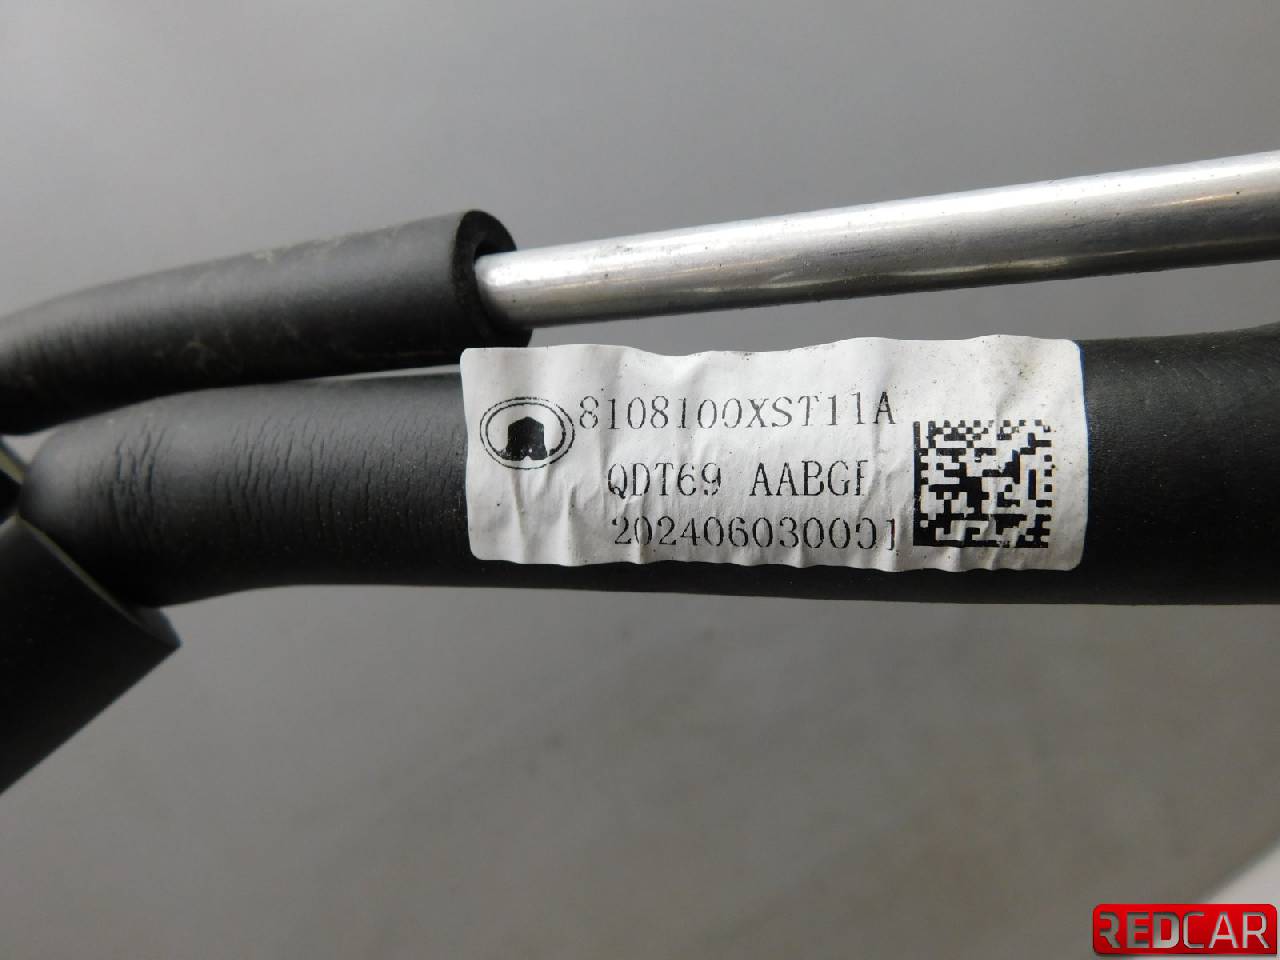 8108100XST11A
QDT69 AABGF
202406030001
REDCAR